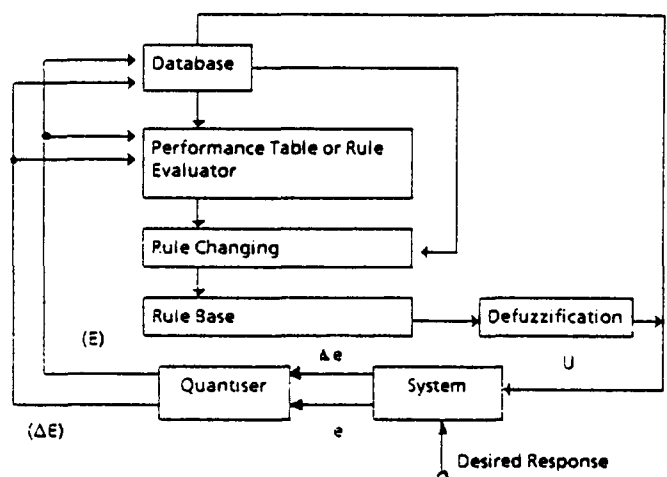 Database
Performance Table or Rule
Evaluator
Rule Changing
Rule Base
Defuzzification
(E)
Δe
U
Quantiser
System
(ΔE)
e
Desired Response